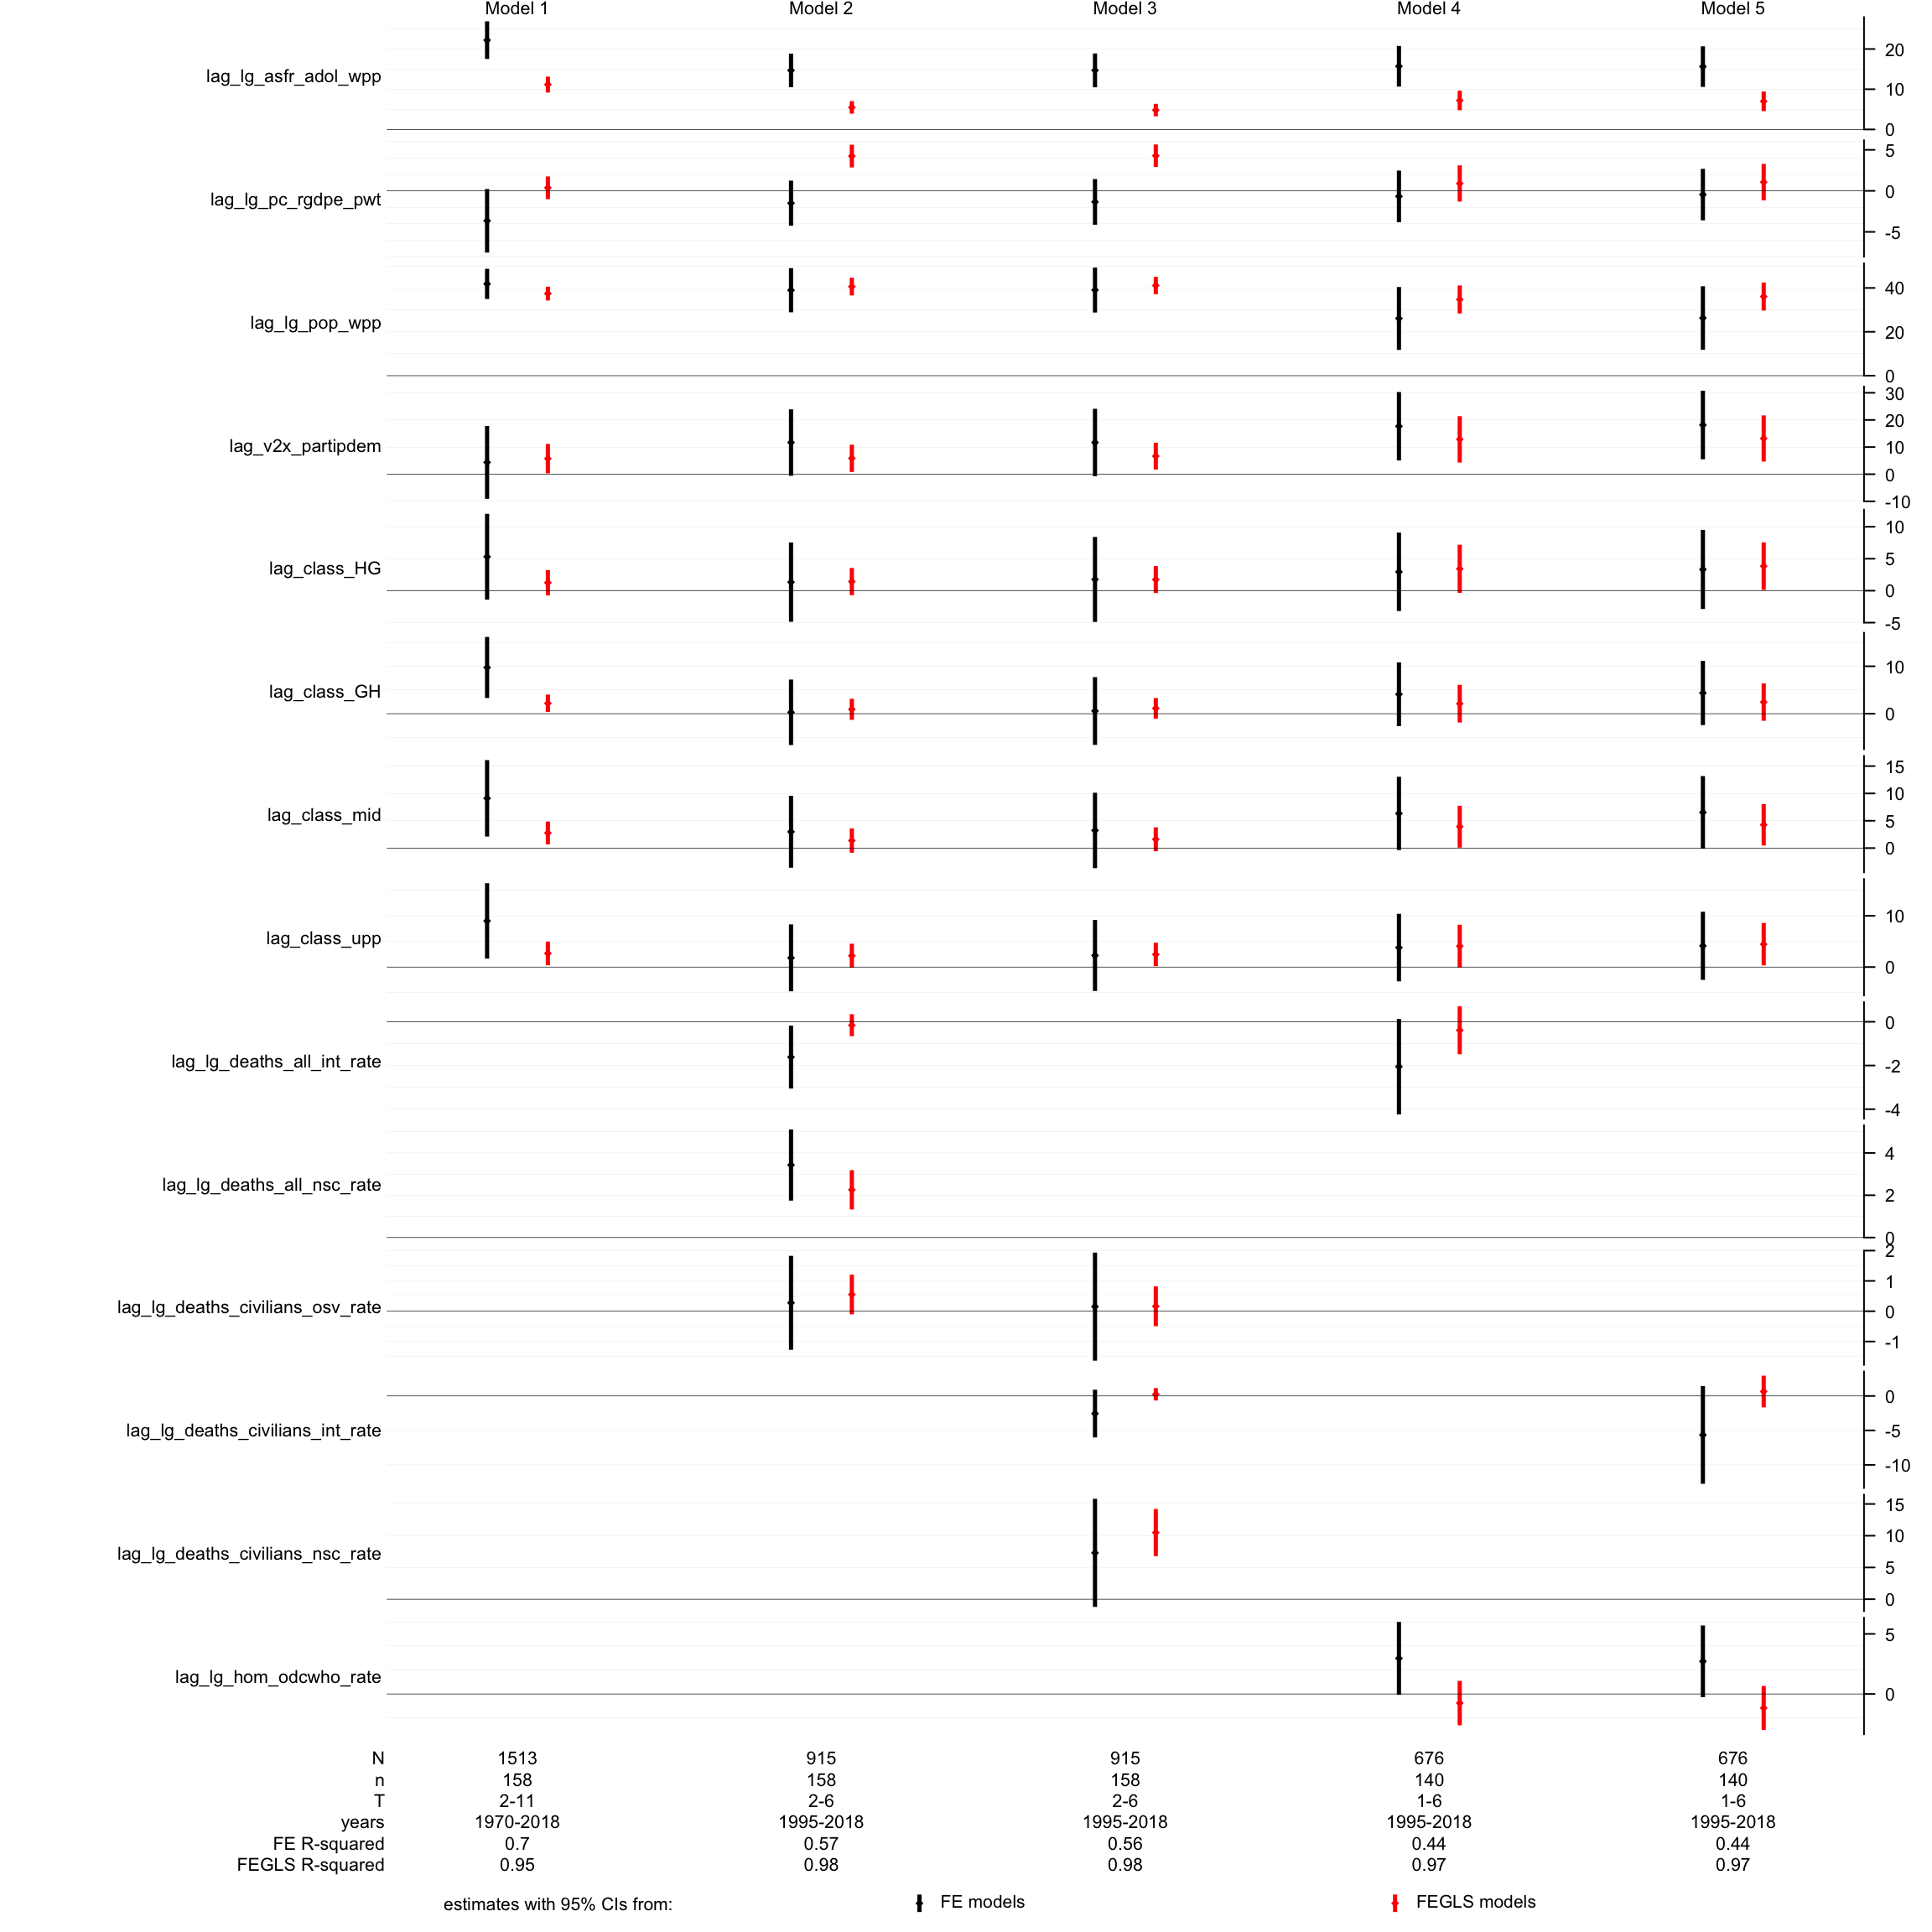 Model 1 Model 2 Model 3 Model 4 Model 5
lag_lg_asfr_adol_wpp
20
10
0
lag_lg_pc_rgdpe_pwt
5
0
-5
lag_lg_pop_wpp
40
20
0
lag_v2x_partipdem
30
20
10
0
-10
lag_class_HG
10
5
0
-5
lag_class_GH
10
0
lag_class_mid
15
10
5
0
lag_class_upp
10
0
lag_lg_deaths_all_int_rate
0
-2
-4
lag_lg_deaths_all_nsc_rate
4
2
0
lag_lg_deaths_civilians_osv_rate
2
1
0
-1
lag_lg_deaths_civilians_int_rate
0
-5
-10
lag_lg_deaths_civilians_nsc_rate
15
10
5
0
lag_lg_hom_odcwho_rate
5
0
N 1513 915 915 676 676
n 158 158 158 140 140
T 2-11 2-6 2-6 1-6 1-6
years 1970-2018 1995-2018 1995-2018 1995-2018 1995-2018
FE R-squared 0.7 0.57 0.56 0.44 0.44
FEGLS R-squared 0.95 0.98 0.98 0.97 0.97
estimates with 95% CIs from: FE models FEGLS models